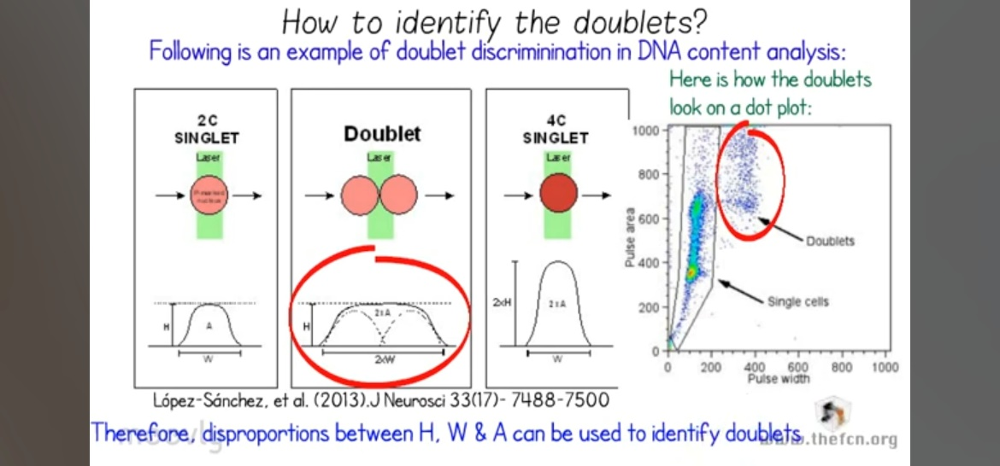 How to identify the doublets?
Following is an example of doublet discriminination in DNA content analysis:
Here is how the doublets
look on a dot plot:
2C
SINGLET
Laser
nucleus
H
A
W
Doublet
Laser
H
2xA
2xW
4C
SINGLET
Laser
2xH
2xA
W
1000
800
600
400
200
0
Pulse area
Doublets
Single cells
0 200 400 600 800 1000
Pulse width
López-Sánchez, et al. (2013).J Neurosci 33(17)- 7488-7500
Therefore, disproportions between H, W & A can be used to identify doublets
.thefcn.org